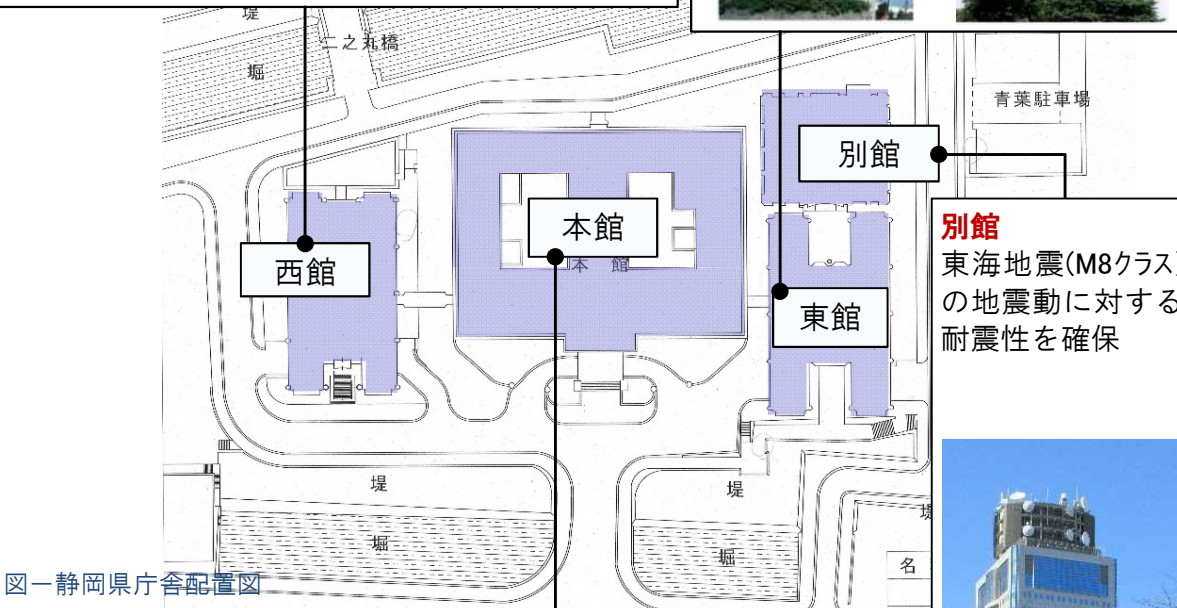 堤
二之丸橋
堀
青葉駐車場
別館
本館
本 館
西館
東館
別館
東海地震(M8クラス)
の地震動に対する
耐震性を確保
堤
堤
堀
堀
名
図－静岡県庁舎配置図